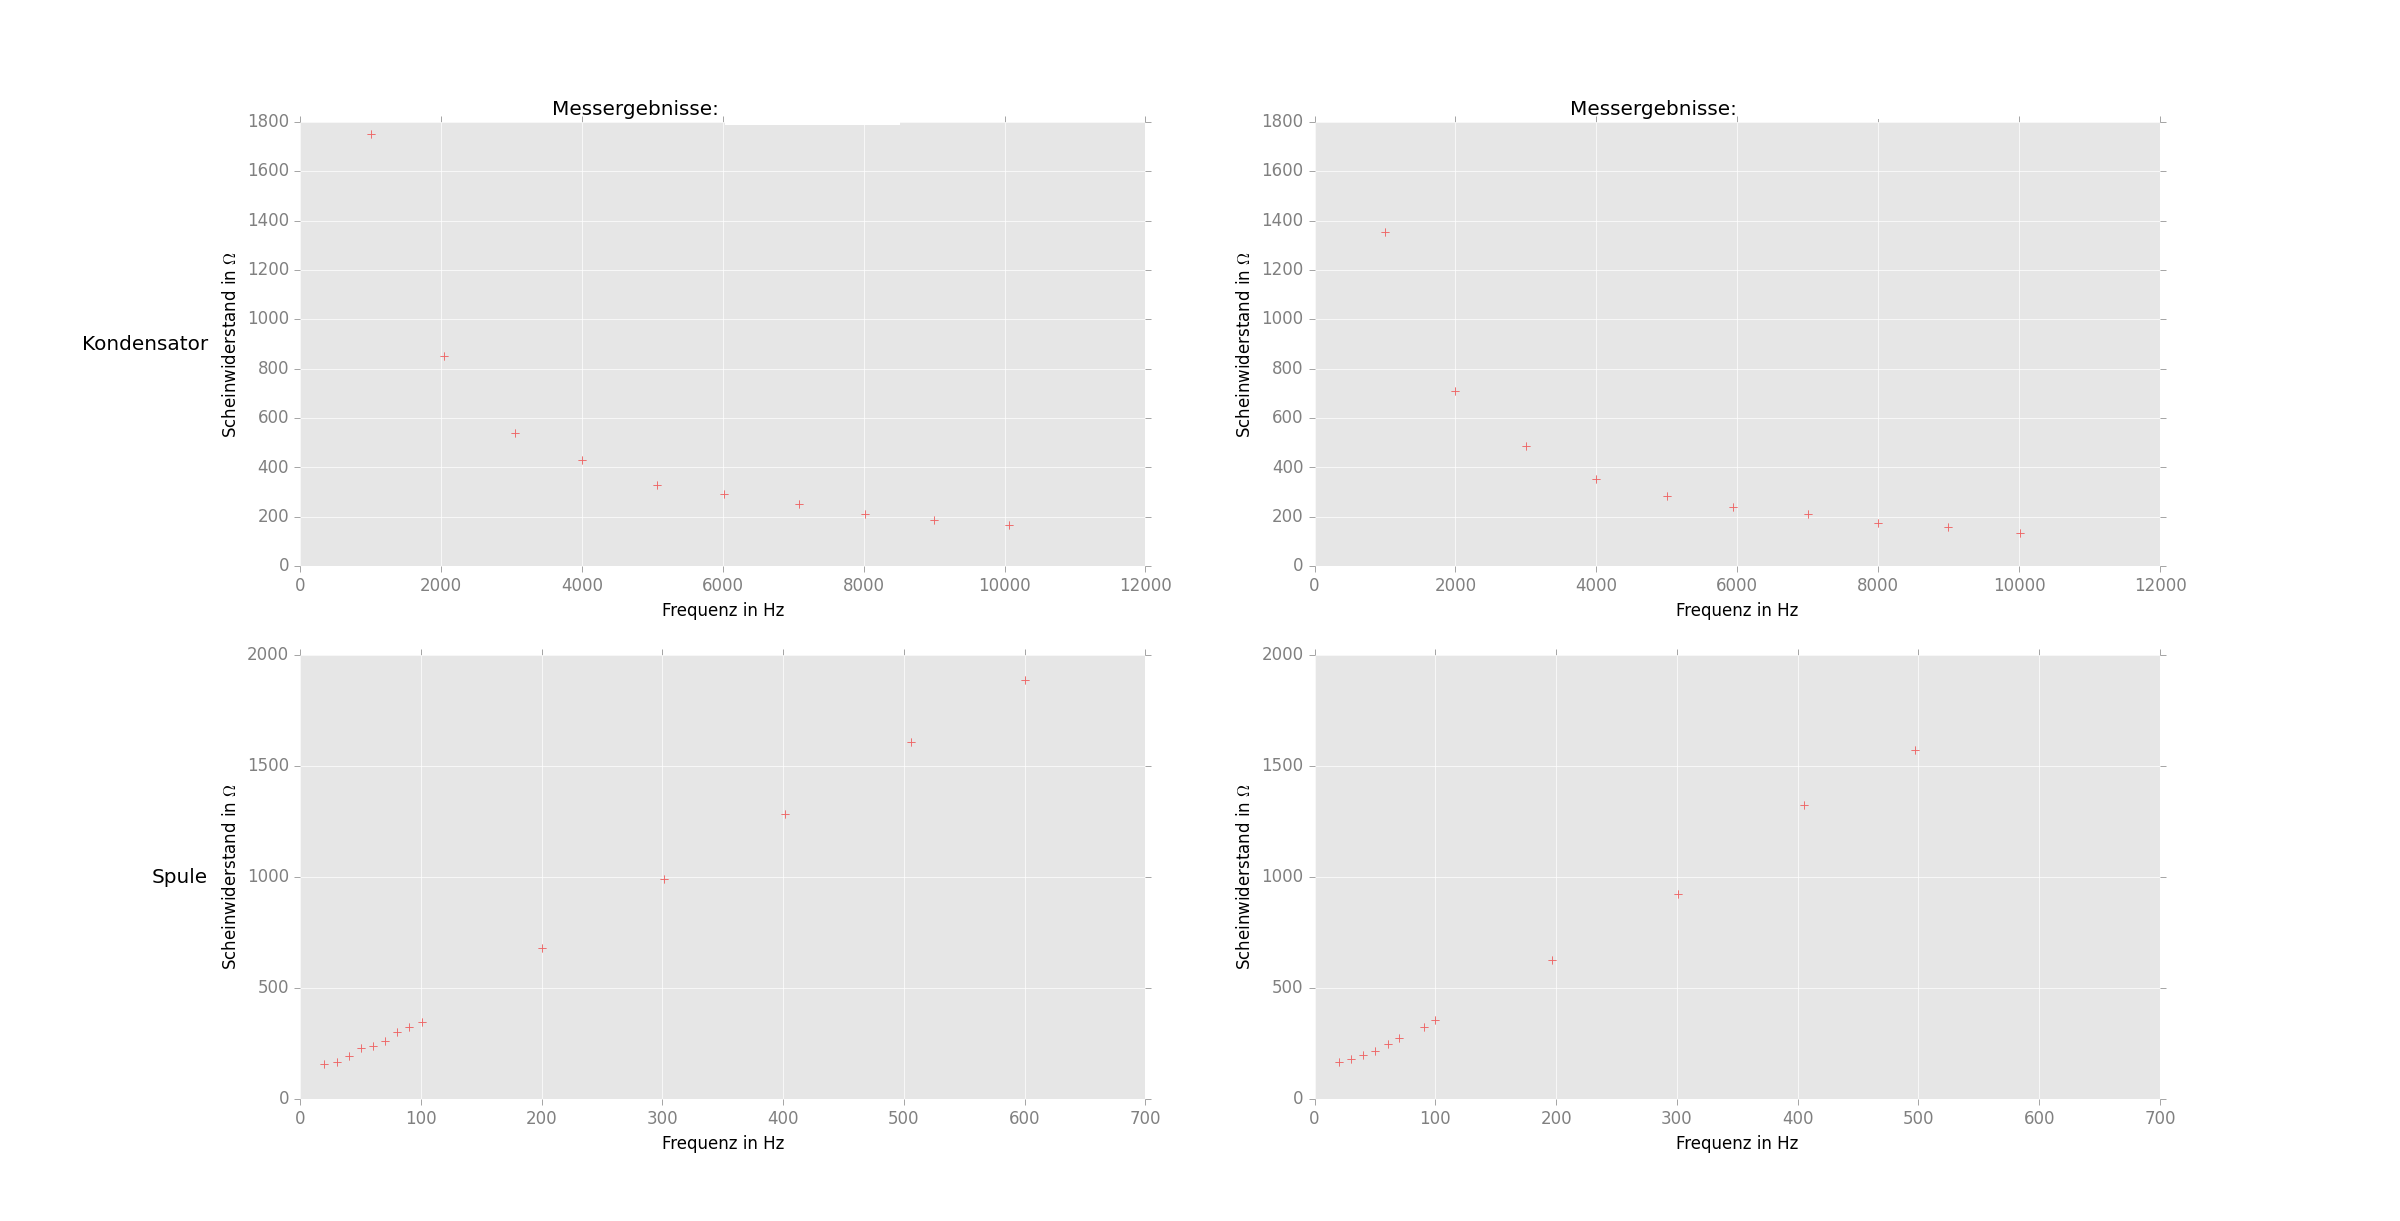 Messergebnisse:
Messergebnisse:
Kondensator
Scheinwiderstand in Ω
1800
1600
1400
1200
1000
800
600
400
200
0
0 2000 4000 6000 8000 10000 12000
Frequenz in Hz
Scheinwiderstand in Ω
1800
1600
1400
1200
1000
800
600
400
200
0
0 2000 4000 6000 8000 10000 12000
Frequenz in Hz
Spule
Scheinwiderstand in Ω
2000
1500
1000
500
0
0 100 200 300 400 500 600 700
Frequenz in Hz
Scheinwiderstand in Ω
2000
1500
1000
500
0
0 100 200 300 400 500 600 700
Frequenz in Hz